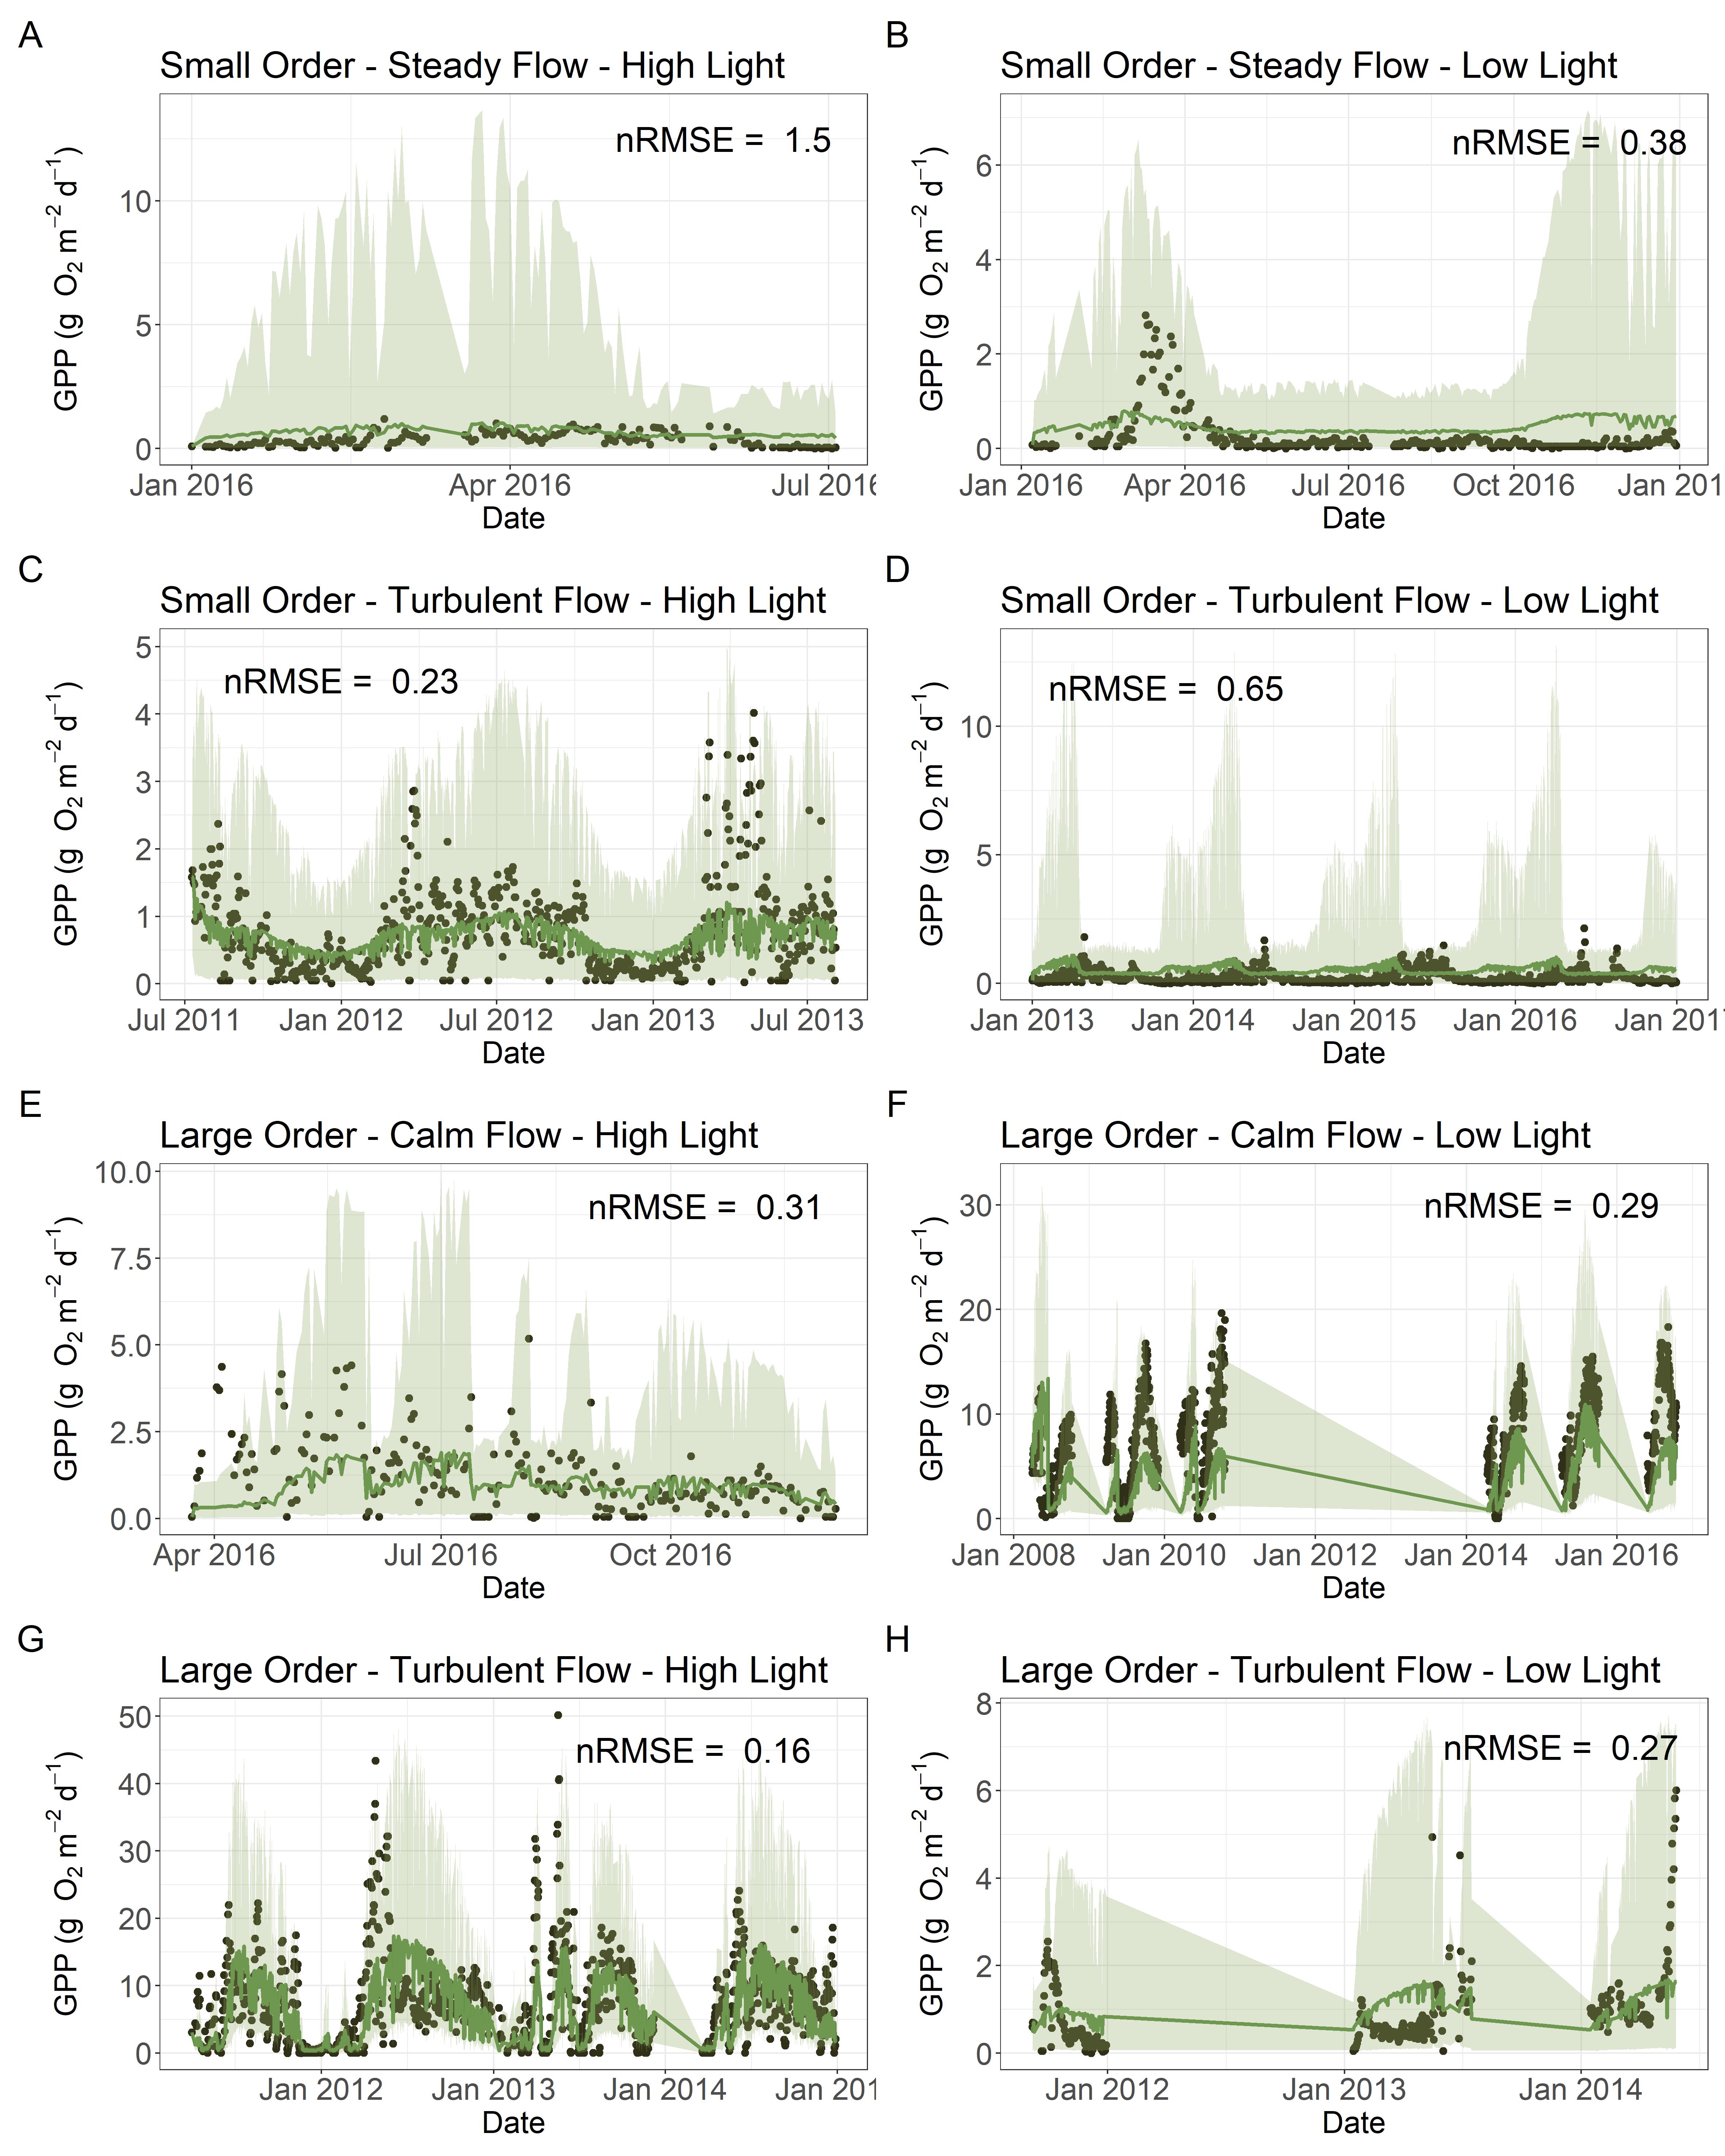 A
Small Order - Steady Flow - High Light
nRMSE = 1.5
GPP (g O₂ m⁻² d⁻¹)
10
5
0
Jan 2016 Apr 2016 Jul 2016
Date
B
Small Order - Steady Flow - Low Light
nRMSE = 0.38
GPP (g O₂ m⁻² d⁻¹)
6
4
2
0
Jan 2016 Apr 2016 Jul 2016 Oct 2016 Jan 201
Date
C
Small Order - Turbulent Flow - High Light
nRMSE = 0.23
GPP (g O₂ m⁻² d⁻¹)
5
4
3
2
1
0
Jul 2011 Jan 2012 Jul 2012 Jan 2013 Jul 2013
Date
D
Small Order - Turbulent Flow - Low Light
nRMSE = 0.65
GPP (g O₂ m⁻² d⁻¹)
10
5
0
Jan 2013 Jan 2014 Jan 2015 Jan 2016 Jan 201
Date
E
Large Order - Calm Flow - High Light
nRMSE = 0.31
GPP (g O₂ m⁻² d⁻¹)
10.0
7.5
5.0
2.5
0.0
Apr 2016 Jul 2016 Oct 2016
Date
F
Large Order - Calm Flow - Low Light
nRMSE = 0.29
GPP (g O₂ m⁻² d⁻¹)
30
20
10
0
Jan 2008 Jan 2010 Jan 2012 Jan 2014 Jan 2016
Date
G
Large Order - Turbulent Flow - High Light
nRMSE = 0.16
GPP (g O₂ m⁻² d⁻¹)
50
40
30
20
10
0
Jan 2012 Jan 2013 Jan 2014 Jan 201
Date
H
Large Order - Turbulent Flow - Low Light
nRMSE = 0.27
GPP (g O₂ m⁻² d⁻¹)
8
6
4
2
0
Jan 2012 Jan 2013 Jan 2014
Date